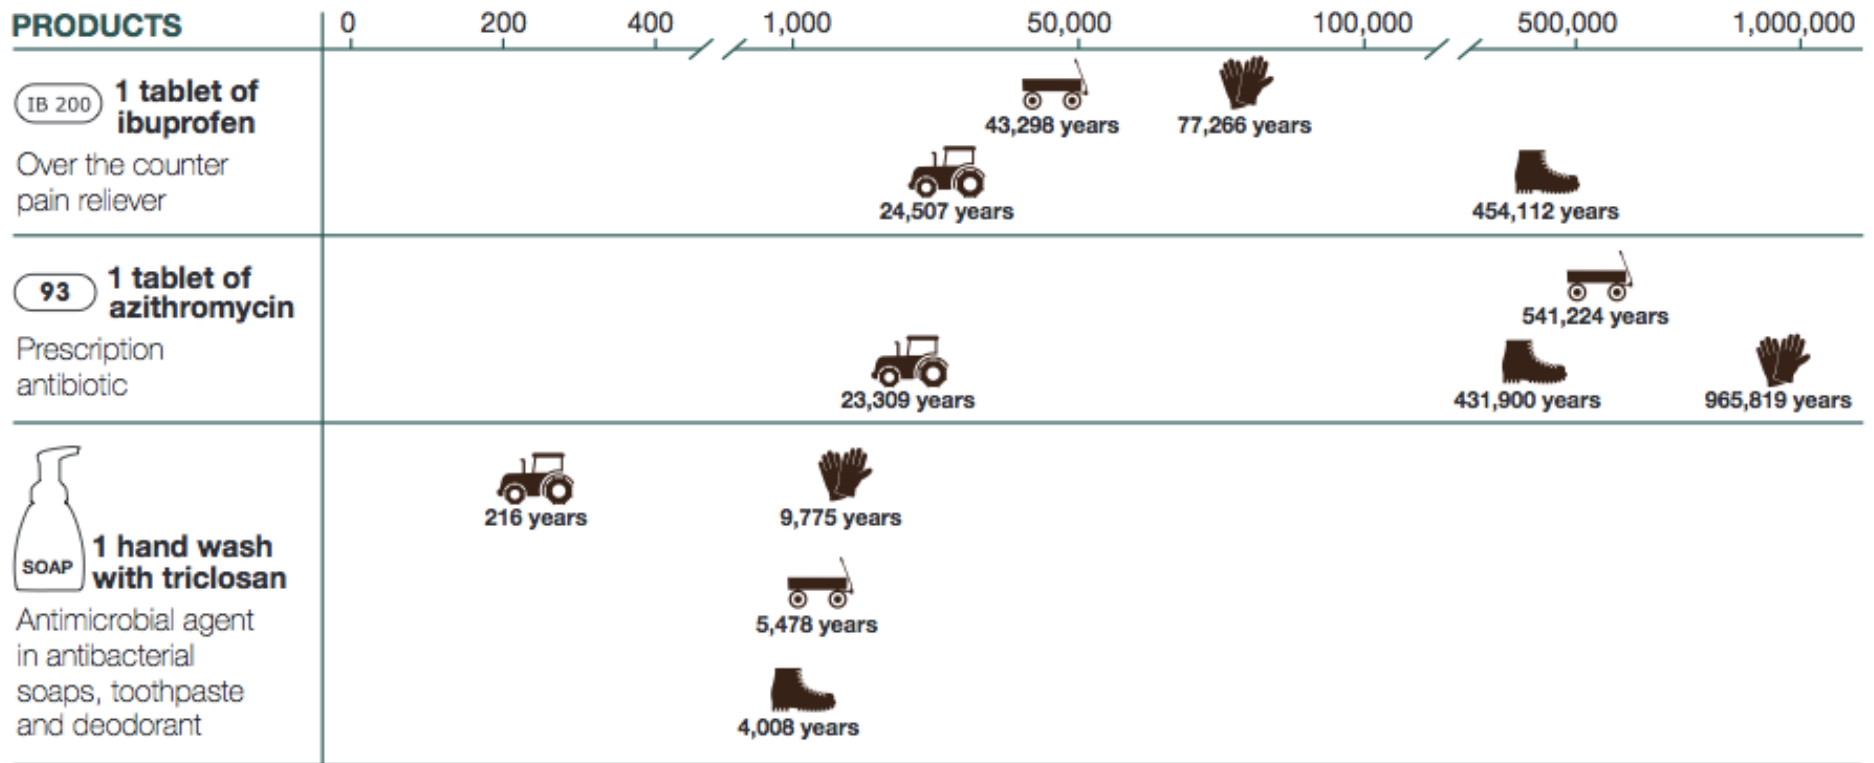 PRODUCTS 0 200 400 1,000 50,000 100,000 500,000 1,000,000
IB 200 1 tablet of
ibuprofen
Over the counter
pain reliever
43,298 years 77,266 years
24,507 years 454,112 years
93 1 tablet of
azithromycin
Prescription
antibiotic
541,224 years
23,309 years 431,900 years 965,819 years
SOAP 1 hand wash
with triclosan
Antimicrobial agent
in antibacterial
soaps, toothpaste
and deodorant
216 years 9,775 years
5,478 years
4,008 years